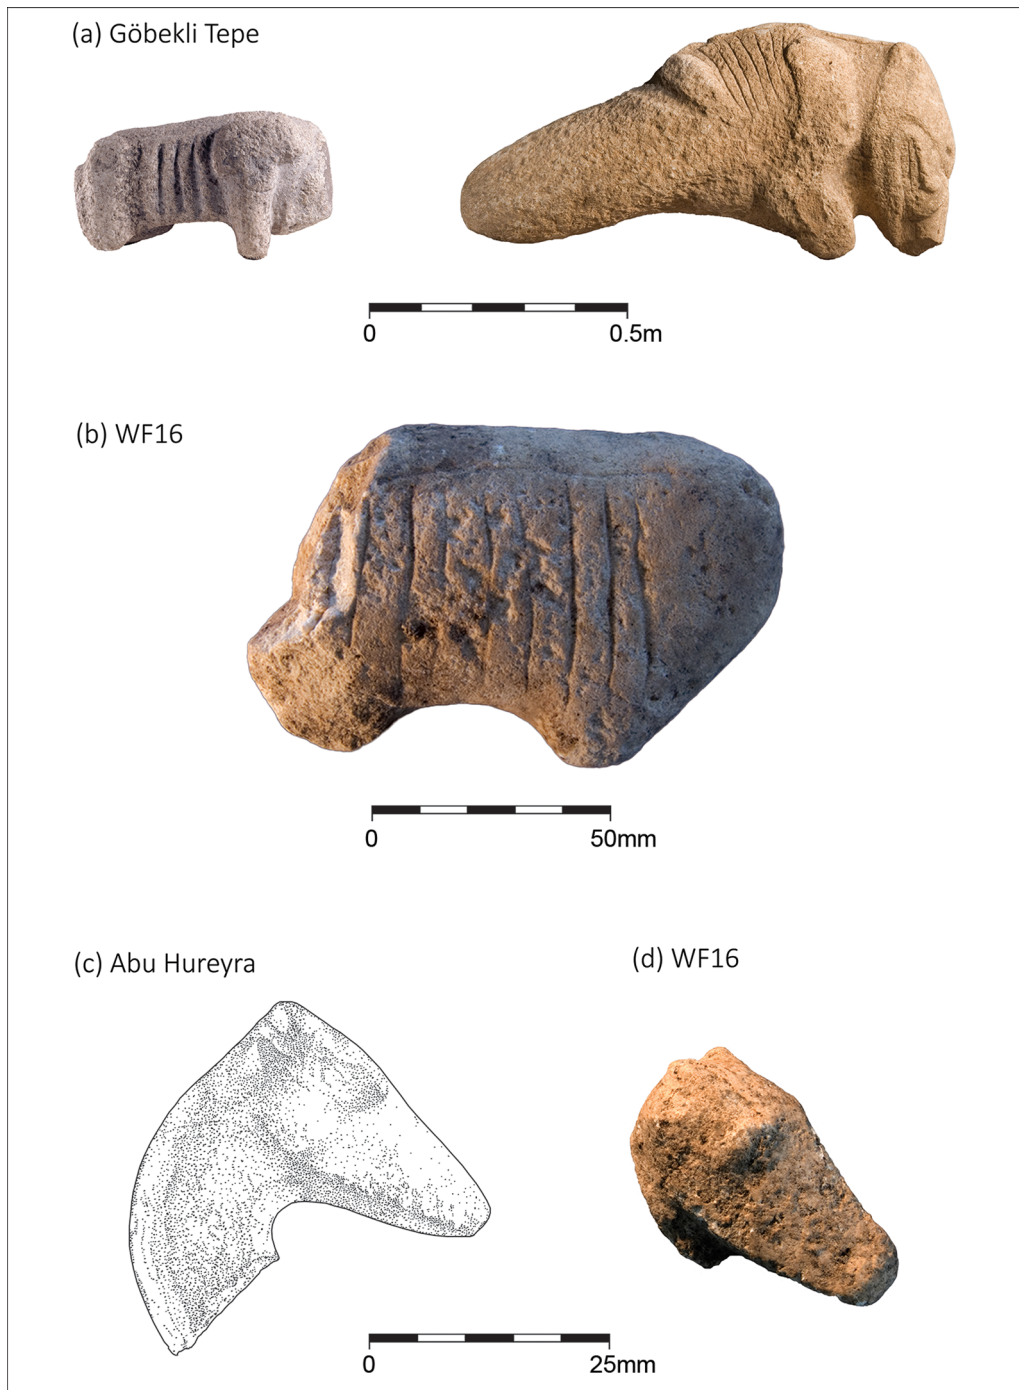 (a) Göbekli Tepe
0 0.5m
(b) WF16
0 50mm
(c) Abu Hureyra
(d) WF16
0 25mm